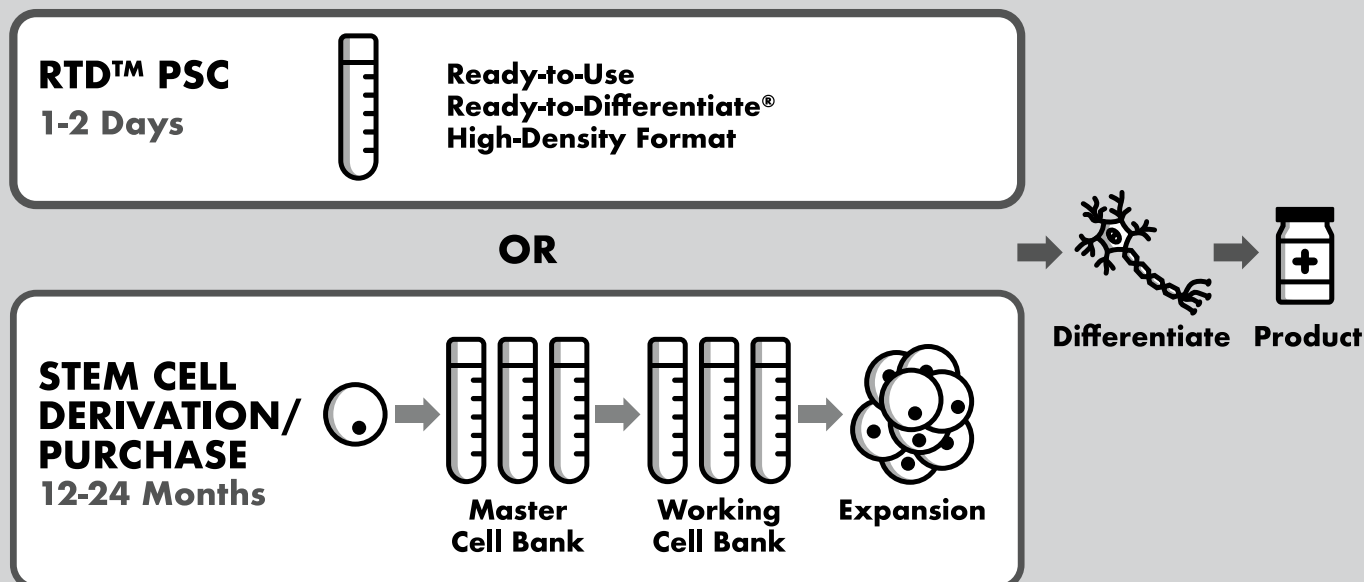 RTD™ PSC
1-2 Days
Ready-to-Use
Ready-to-Differentiate®
High-Density Format
OR
Differentiate
Product
STEM CELL
DERIVATION/
PURCHASE
12-24 Months
Master
Cell Bank
Working
Cell Bank
Expansion